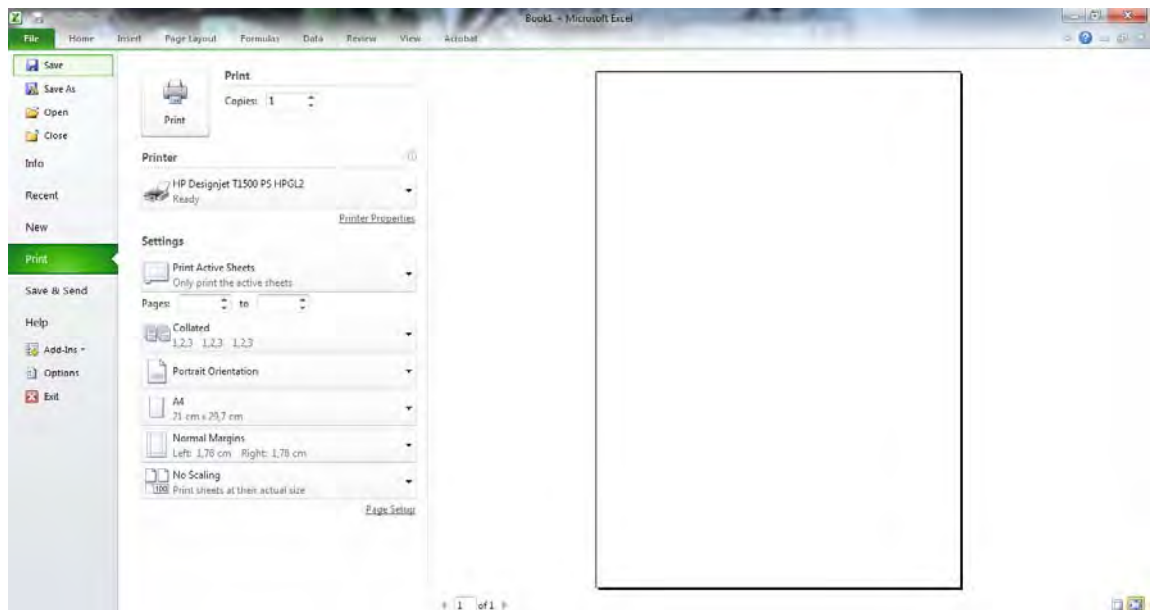 Book1 - Microsoft Excel
File Home Insert Page Layout Formulas Data Review View Acrobat
Save
Save As
Open
Close
Info
Recent
New
Print
Save & Send
Help
Add-Ins
Options
Exit
Print
Copies: 1
Print
Printer
HP Designjet T1500 PS HPGL2
Ready
Printer Properties
Settings
Print Active Sheets
Only print the active sheets
Pages: to
Collated
1,2,3 1,2,3 1,2,3
Portrait Orientation
A4
21 cm x 29,7 cm
Normal Margins
Left: 1,78 cm Right: 1,78 cm
No Scaling
100 Print sheets at their actual size
Page Setup
1 of 1